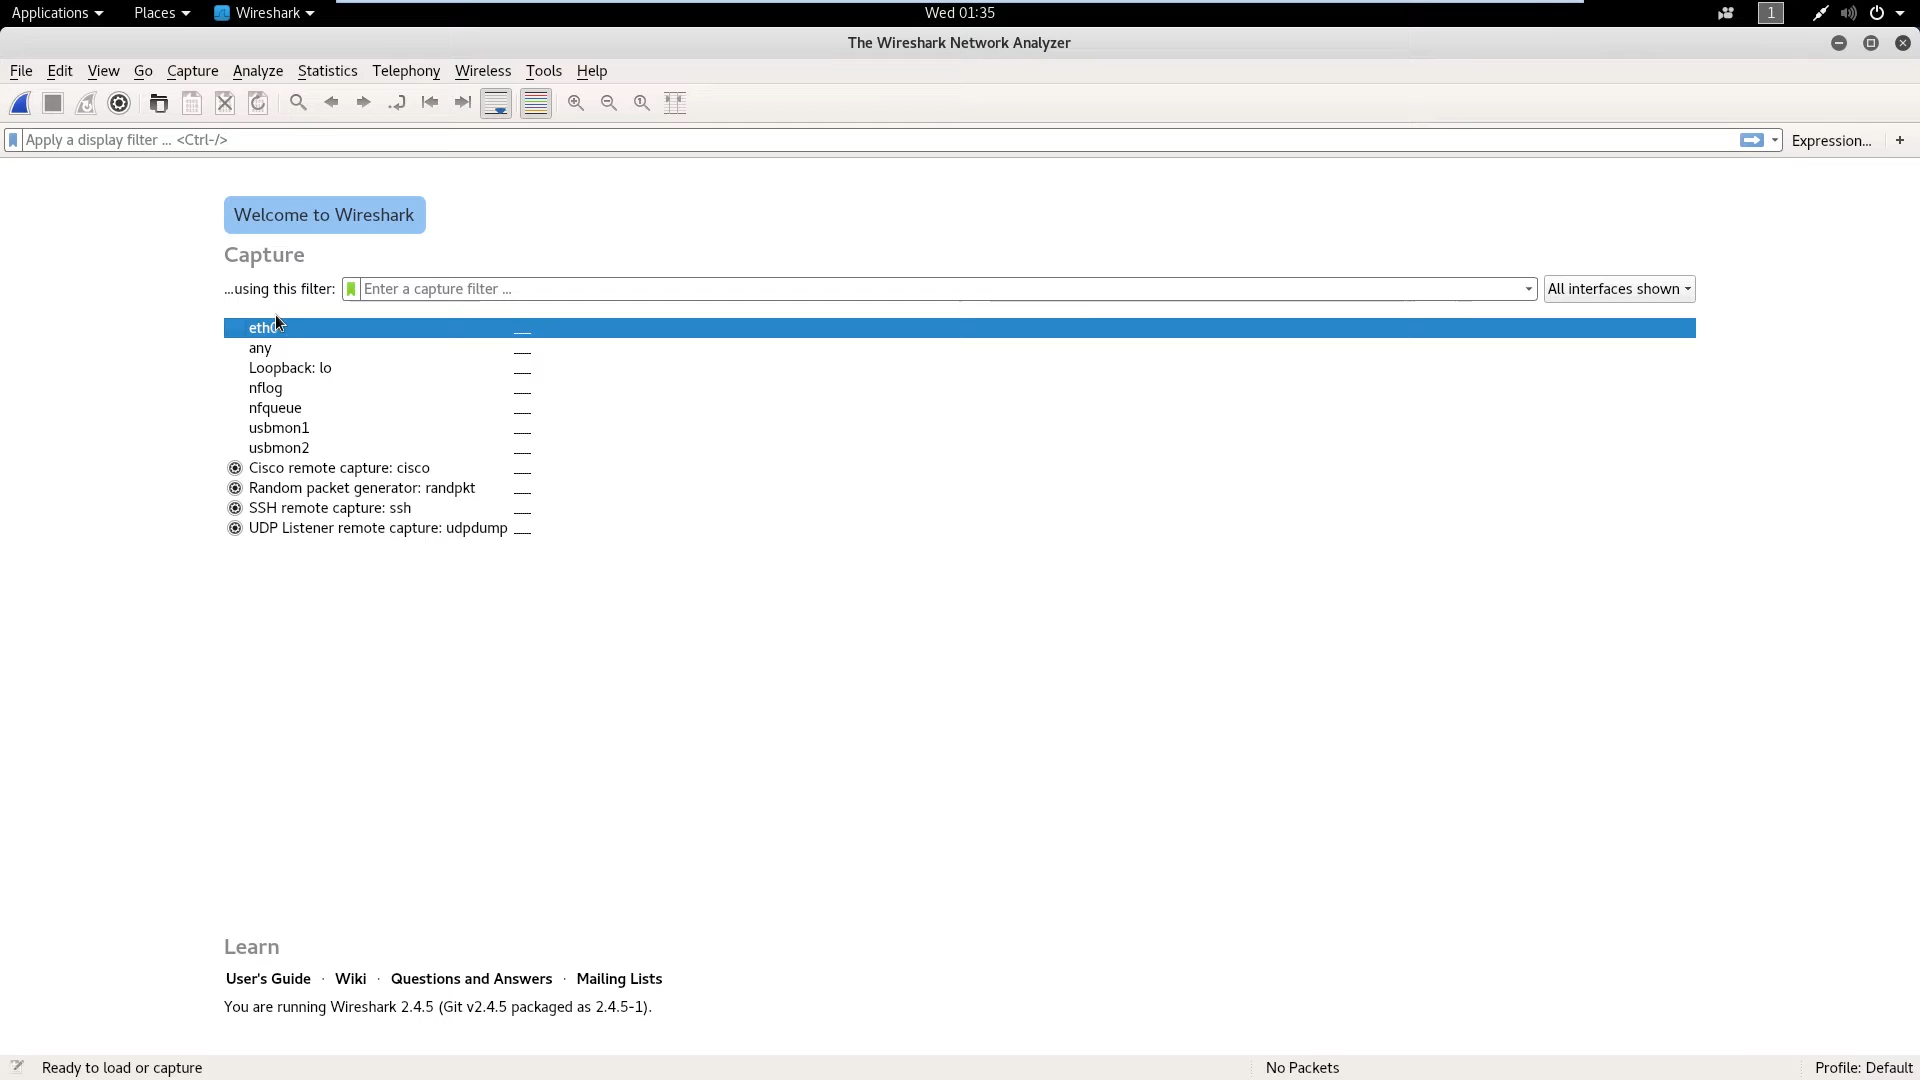 Applications Places Wireshark Wed 01:35 1
The Wireshark Network Analyzer
File Edit View Go Capture Analyze Statistics Telephony Wireless Tools Help
Apply a display filter ... <Ctrl-/> Expression... +
Welcome to Wireshark
Capture
...using this filter: Enter a capture filter ... All interfaces shown
eth0
any
Loopback: lo
nflog
nfqueue
usbmon1
usbmon2
Cisco remote capture: cisco
Random packet generator: randpkt
SSH remote capture: ssh
UDP Listener remote capture: udpdump
Learn
User's Guide · Wiki · Questions and Answers · Mailing Lists
You are running Wireshark 2.4.5 (Git v2.4.5 packaged as 2.4.5-1).
Ready to load or capture No Packets Profile: Default